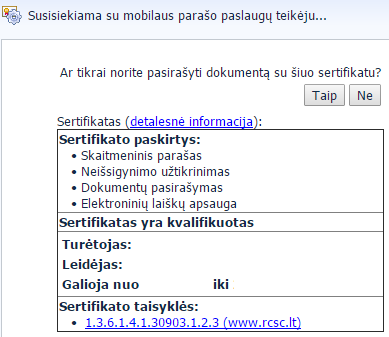 Susisiekiama su mobilaus parašo paslaugų teikėju...
Ar tikrai norite pasirašyti dokumentą su šiuo sertifikatu?
Taip Ne
Sertifikatas (detalesnė informacija):
Sertifikato paskirtys:
• Skaitmeninis parašas
• Neišsigynimo užtikrinimas
• Dokumentų pasirašymas
• Elektroninių laiškų apsauga
Sertifikatas yra kvalifikuotas
Turėtojas:
Leidėjas:
Galioja nuo iki
Sertifikato taisyklės:
• 1.3.6.1.4.1.30903.1.2.3 (www.rcsc.lt)